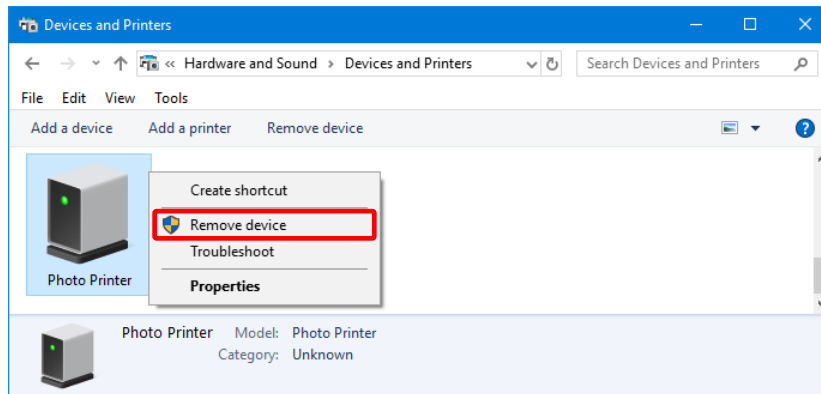 Devices and Printers
« Hardware and Sound › Devices and Printers Search Devices and Printers
File Edit View Tools
Add a device Add a printer Remove device ?
Create shortcut
Remove device
Troubleshoot
Properties
Photo Printer
Photo Printer Model: Photo Printer
Category: Unknown